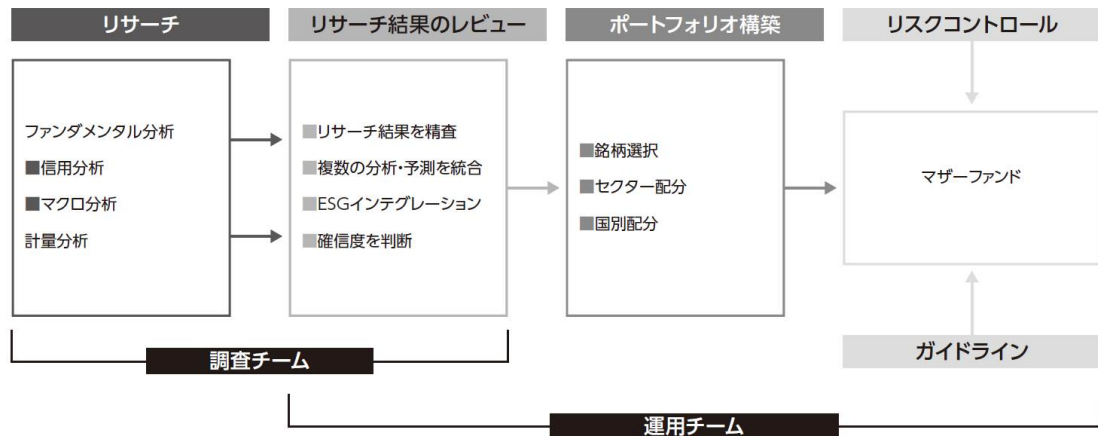 リサーチ
リサーチ結果のレビュー
ポートフォリオ構築
リスクコントロール
ファンダメンタル分析
■信用分析
■マクロ分析
計量分析
■リサーチ結果を精査
■複数の分析・予測を統合
■ESGインテグレーション
■確信度を判断
■銘柄選択
■セクター配分
■国別配分
マザーファンド
ガイドライン
調査チーム
運用チーム